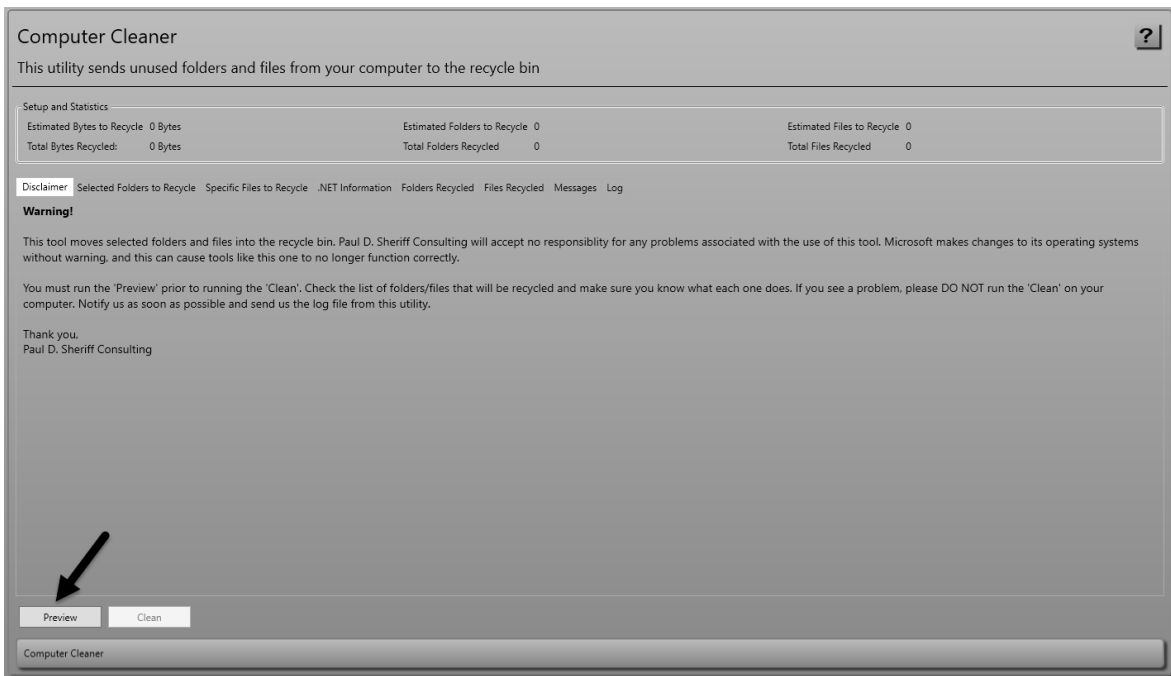 Computer Cleaner
?
This utility sends unused folders and files from your computer to the recycle bin
Setup and Statistics
Estimated Bytes to Recycle 0 Bytes Estimated Folders to Recycle 0 Estimated Files to Recycle 0
Total Bytes Recycled: 0 Bytes Total Folders Recycled 0 Total Files Recycled 0
Disclaimer Selected Folders to Recycle Specific Files to Recycle .NET Information Folders Recycled Files Recycled Messages Log
Warning!
This tool moves selected folders and files into the recycle bin. Paul D. Sheriff Consulting will accept no responsiblity for any problems associated with the use of this tool. Microsoft makes changes to its operating systems
without warning, and this can cause tools like this one to no longer function correctly.
You must run the 'Preview' prior to running the 'Clean'. Check the list of folders/files that will be recycled and make sure you know what each one does. If you see a problem, please DO NOT run the 'Clean' on your
computer. Notify us as soon as possible and send us the log file from this utility.
Thank you,
Paul D. Sheriff Consulting
Preview Clean
Computer Cleaner